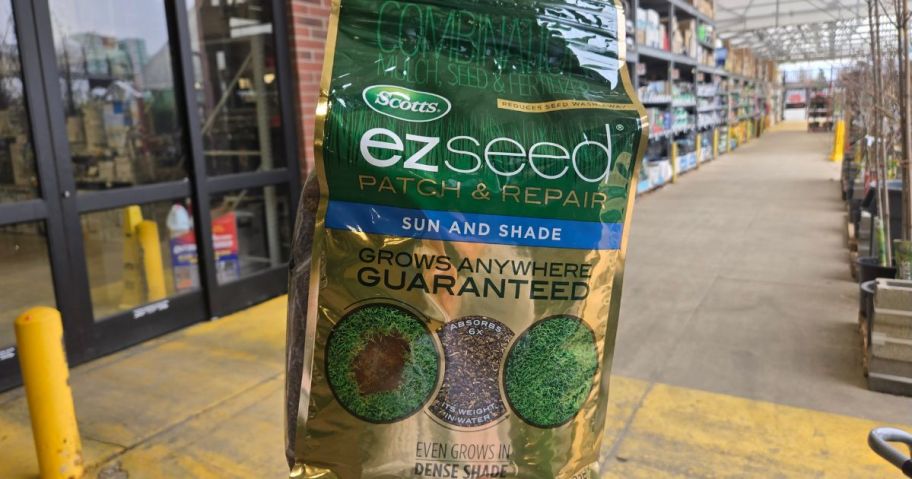 COMBINATION
MULCH, SEED &
Scotts
REDUCES SEED WASH-AWAY
ezseed®
PATCH & REPAIR
SUN AND SHADE
GROWS ANYWHERE
GUARANTEED
ABSORBS
6X
ITS WEIGHT
IN WATER
EVEN GROWS IN
DENSE SHADE